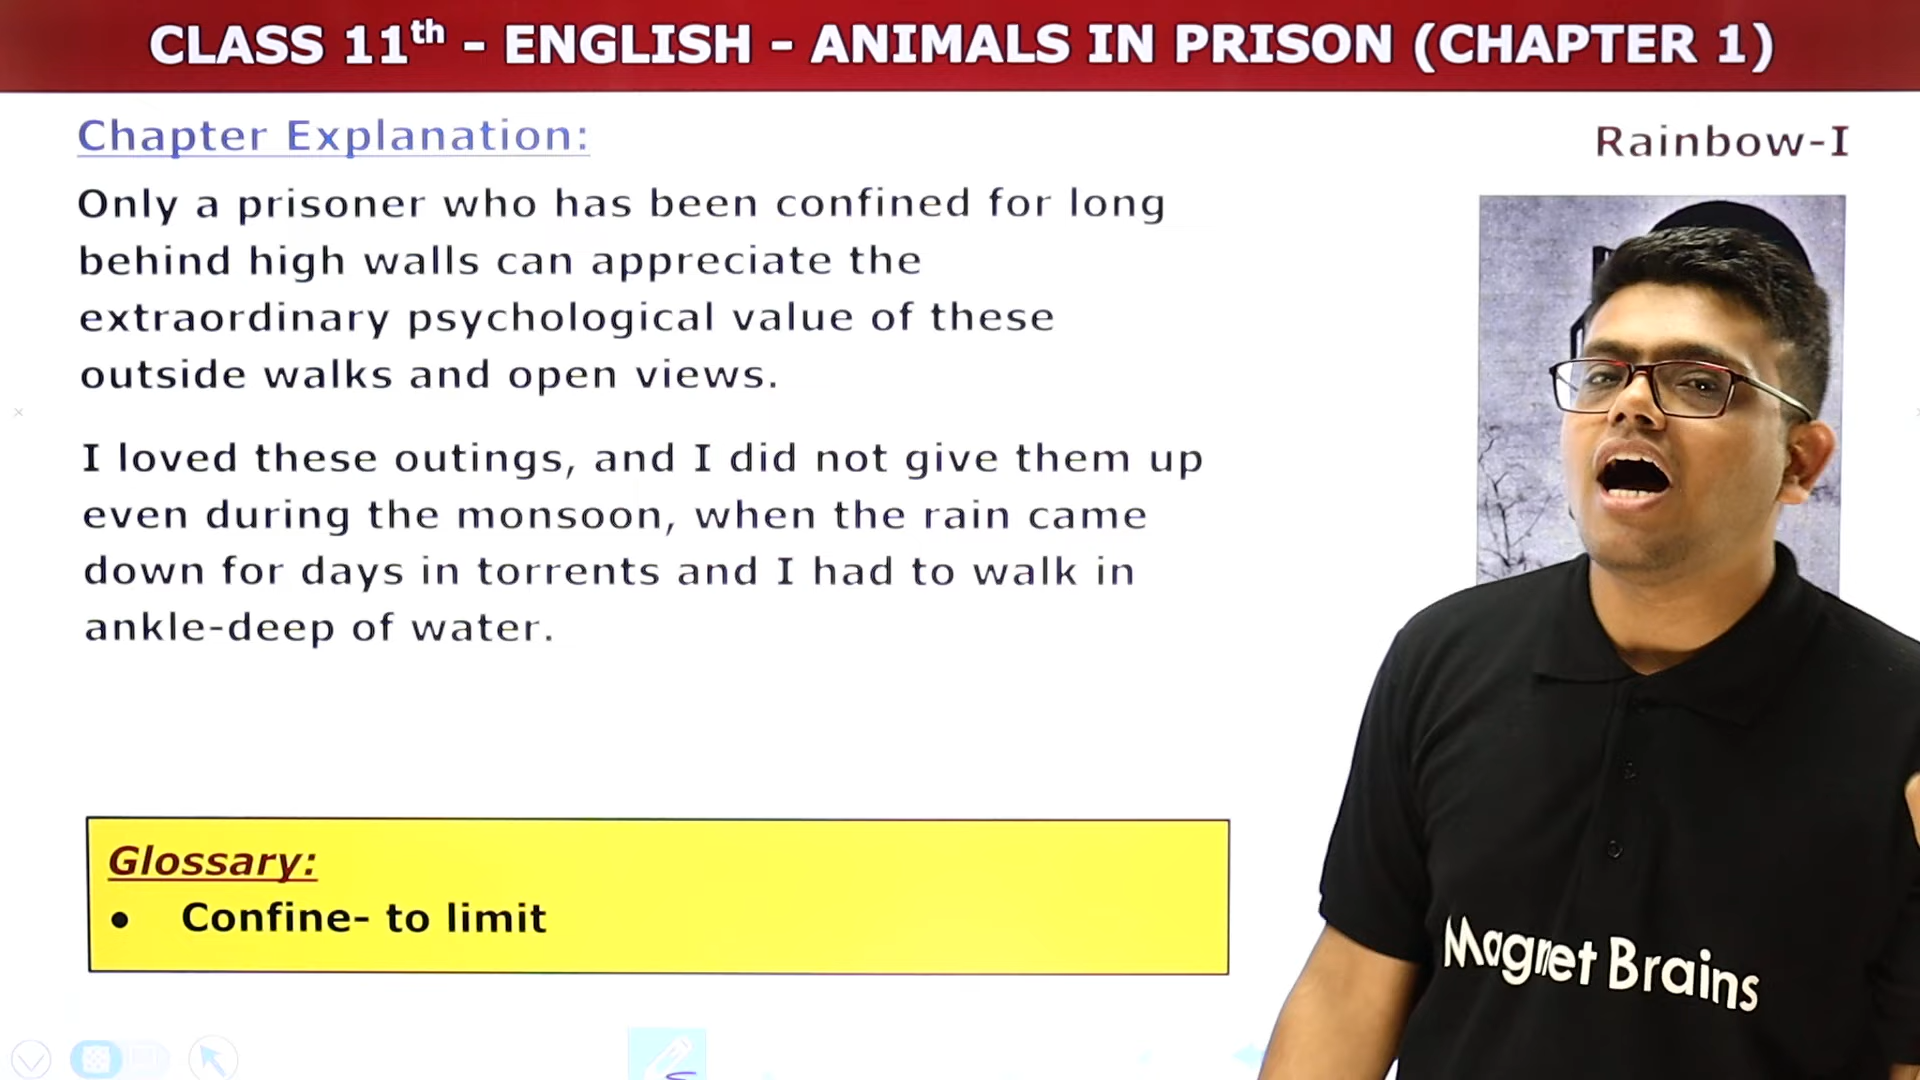 CLASS 11th - ENGLISH - ANIMALS IN PRISON (CHAPTER 1)
Chapter Explanation:
Rainbow-I
Only a prisoner who has been confined for long
behind high walls can appreciate the
extraordinary psychological value of these
outside walks and open views.
I loved these outings, and I did not give them up
even during the monsoon, when the rain came
down for days in torrents and I had to walk in
ankle-deep of water.
Glossary:
• Confine- to limit
Magnet Brains